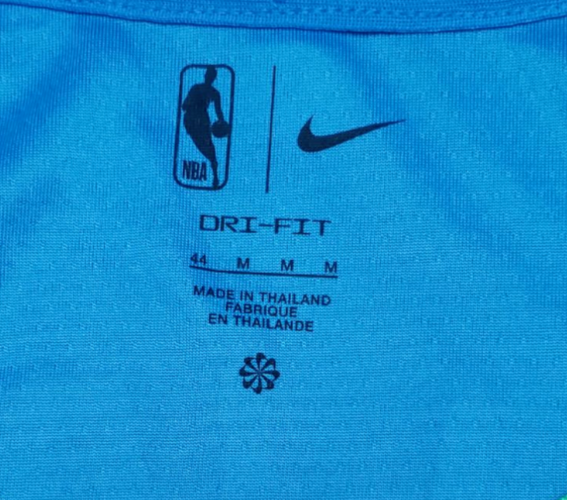 NBA
DRI-FIT
44 M M M
MADE IN THAILAND
FABRIQUE
EN THAILANDE